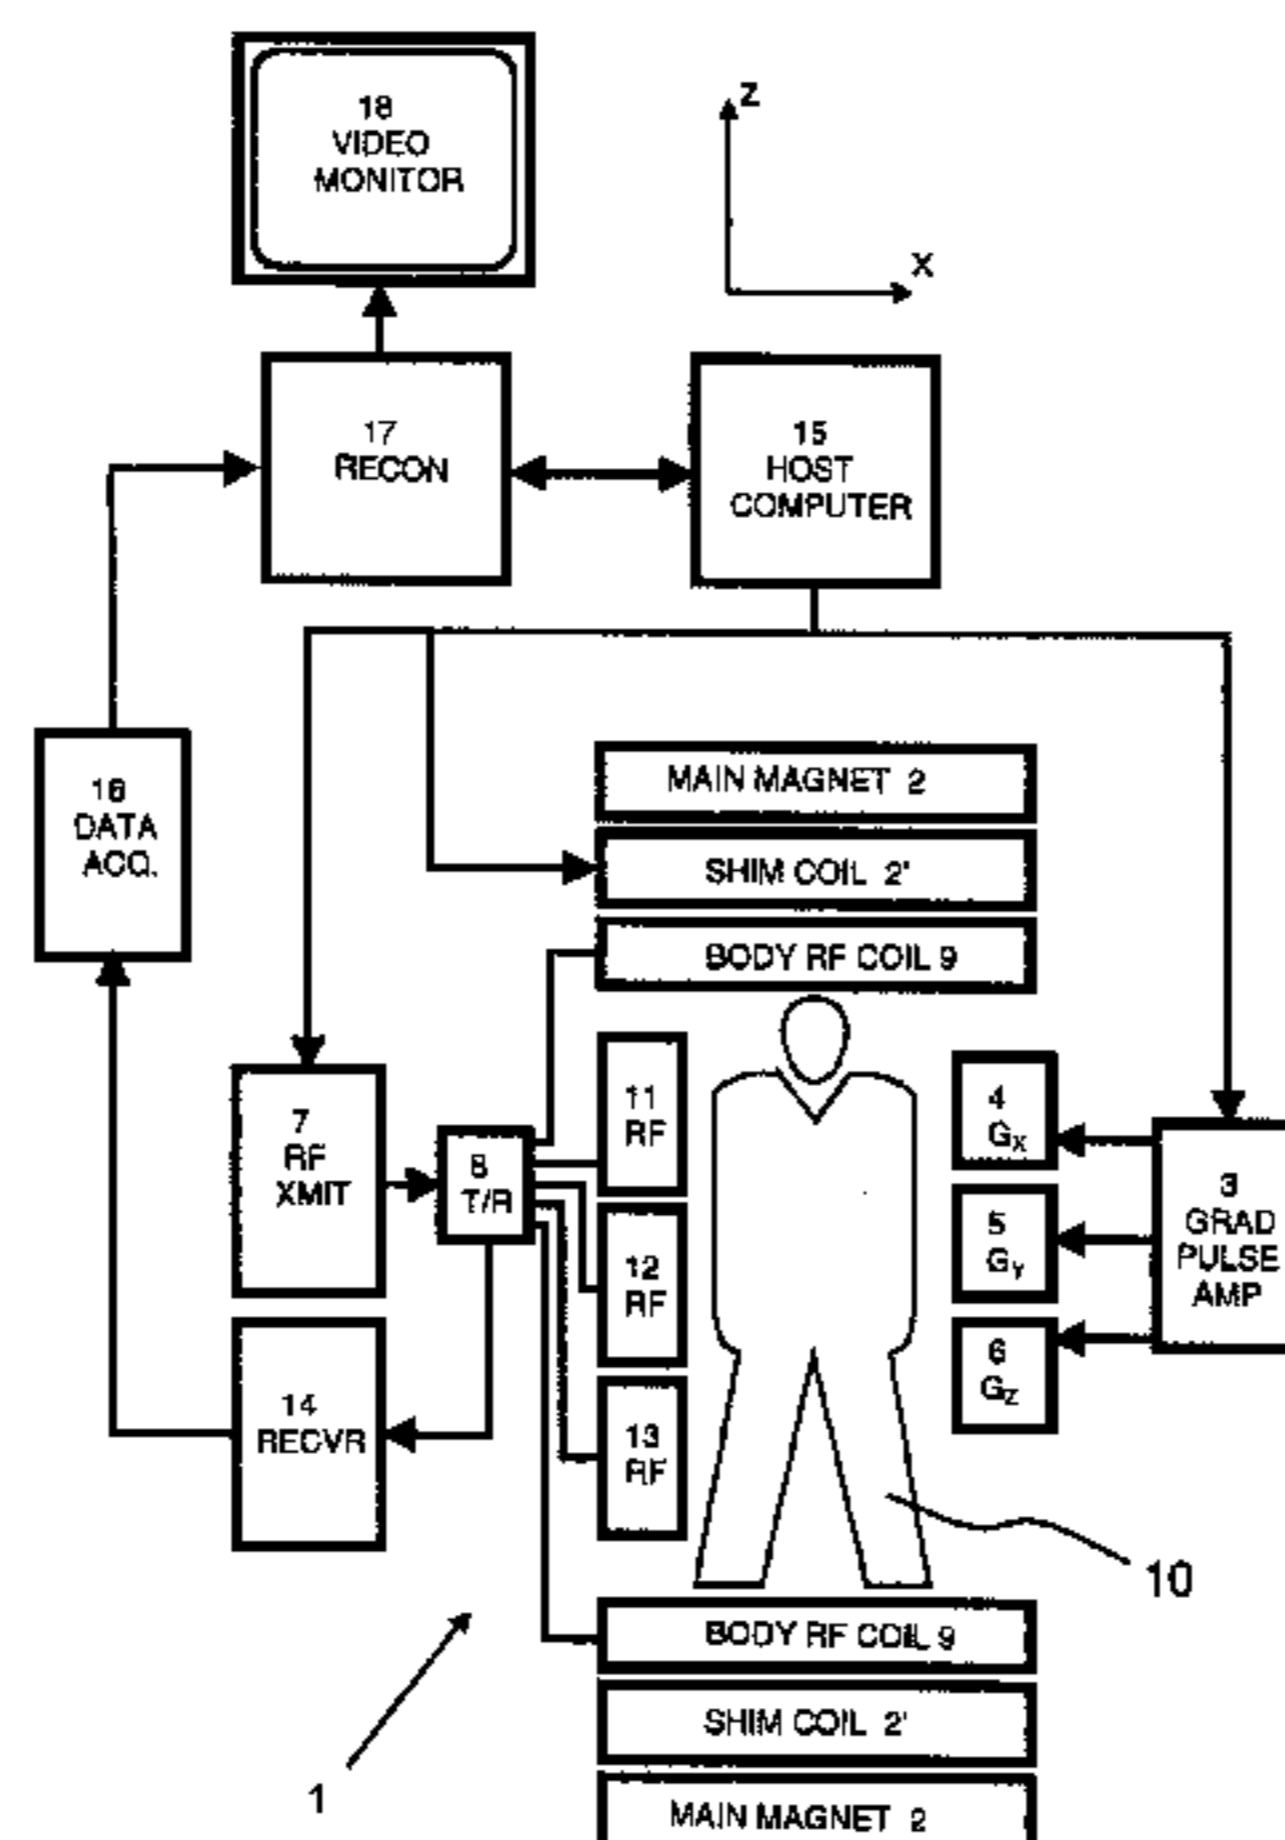 18
VIDEO
MONITOR
Z
X
17
RECON
15
HOST
COMPUTER
16
DATA
ACQ.
MAIN MAGNET 2
SHIM COIL 2'
BODY RF COIL 9
7
RF
XMIT
8
T/R
11
RF
12
RF
13
RF
4
GX
5
GY
6
GZ
3
GRAD
PULSE
AMP
14
RECVR
10
BODY RF COIL 9
SHIM COIL 2'
MAIN MAGNET 2
1